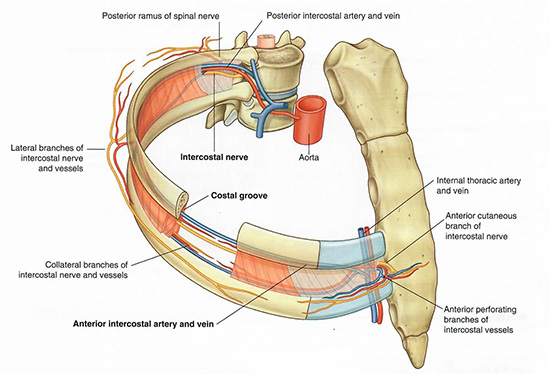 Posterior ramus of spinal nerve
Posterior intercostal artery and vein
Lateral branches of
intercostal nerve
and vessels
Intercostal nerve
Aorta
Costal groove
Internal thoracic artery
and vein
Anterior cutaneous
branch of
intercostal nerve
Collateral branches of
intercostal nerve and vessels
Anterior intercostal artery and vein
Anterior perforating
branches of
intercostal vessels